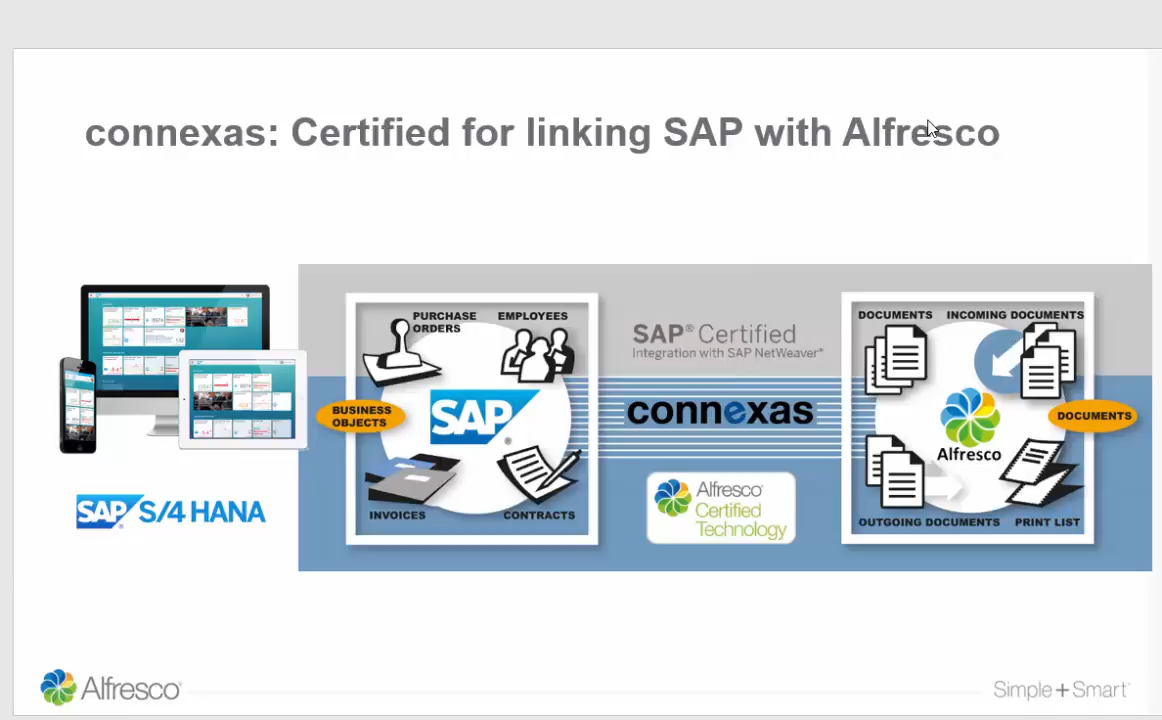 connexas: Certified for linking SAP with Alfresco
PURCHASE
ORDERS
EMPLOYEES
BUSINESS
OBJECTS
SAP®
INVOICES
CONTRACTS
SAP® Certified
Integration with SAP NetWeaver®
connexas
Alfresco
Certified
Technology
DOCUMENTS
INCOMING DOCUMENTS
Alfresco
DOCUMENTS
OUTGOING DOCUMENTS
PRINT LIST
SAP® S/4 HANA
Alfresco
Simple + Smart